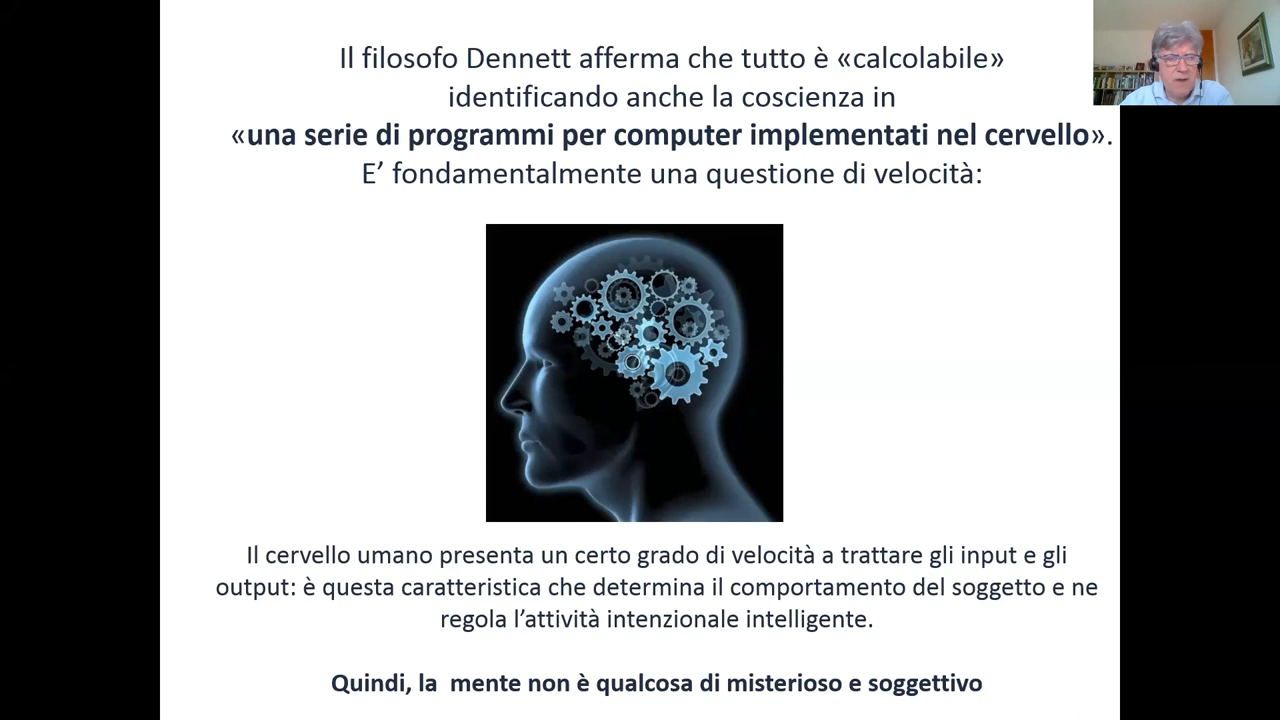 Il filosofo Dennett afferma che tutto è «calcolabile»
identificando anche la coscienza in
«una serie di programmi per computer implementati nel cervello».
E’ fondamentalmente una questione di velocità:
Il cervello umano presenta un certo grado di velocità a trattare gli input e gli
output: è questa caratteristica che determina il comportamento del soggetto e ne
regola l’attività intenzionale intelligente.
Quindi, la  mente non è qualcosa di misterioso e soggettivo